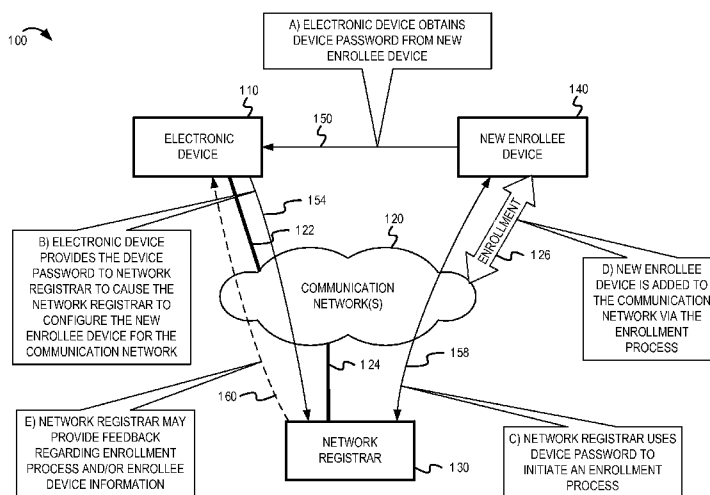 100
A) ELECTRONIC DEVICE OBTAINS
DEVICE PASSWORD FROM NEW
ENROLLEE DEVICE
110
140
ELECTRONIC
DEVICE
150
NEW ENROLLEE
DEVICE
154
122
120
ENROLLMENT
126
B) ELECTRONIC DEVICE
PROVIDES THE DEVICE
PASSWORD TO NETWORK
REGISTRAR TO CAUSE THE
NETWORK REGISTRAR TO
CONFIGURE THE NEW
ENROLLEE DEVICE FOR THE
COMMUNICATION NETWORK
COMMUNICATION
NETWORK(S)
D) NEW ENROLLEE
DEVICE IS ADDED TO
THE COMMUNICATION
NETWORK VIA THE
ENROLLMENT
PROCESS
124
158
160
E) NETWORK REGISTRAR MAY
PROVIDE FEEDBACK
REGARDING ENROLLMENT
PROCESS AND/OR ENROLLEE
DEVICE INFORMATION
NETWORK
REGISTRAR
130
C) NETWORK REGISTRAR USES
DEVICE PASSWORD TO
INITIATE AN ENROLLMENT
PROCESS